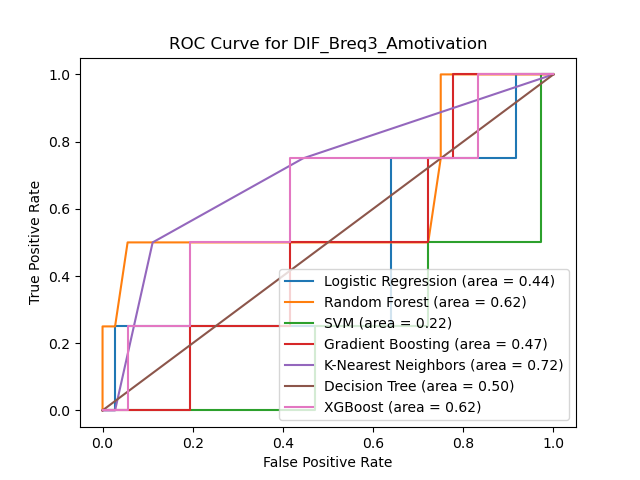 ROC Curve for DIF_Breq3_Amotivation
1.0
0.8
0.6
0.4
0.2
0.0
True Positive Rate
Logistic Regression (area = 0.44)
Random Forest (area = 0.62)
SVM (area = 0.22)
Gradient Boosting (area = 0.47)
K-Nearest Neighbors (area = 0.72)
Decision Tree (area = 0.50)
XGBoost (area = 0.62)
0.0 0.2 0.4 0.6 0.8 1.0
False Positive Rate